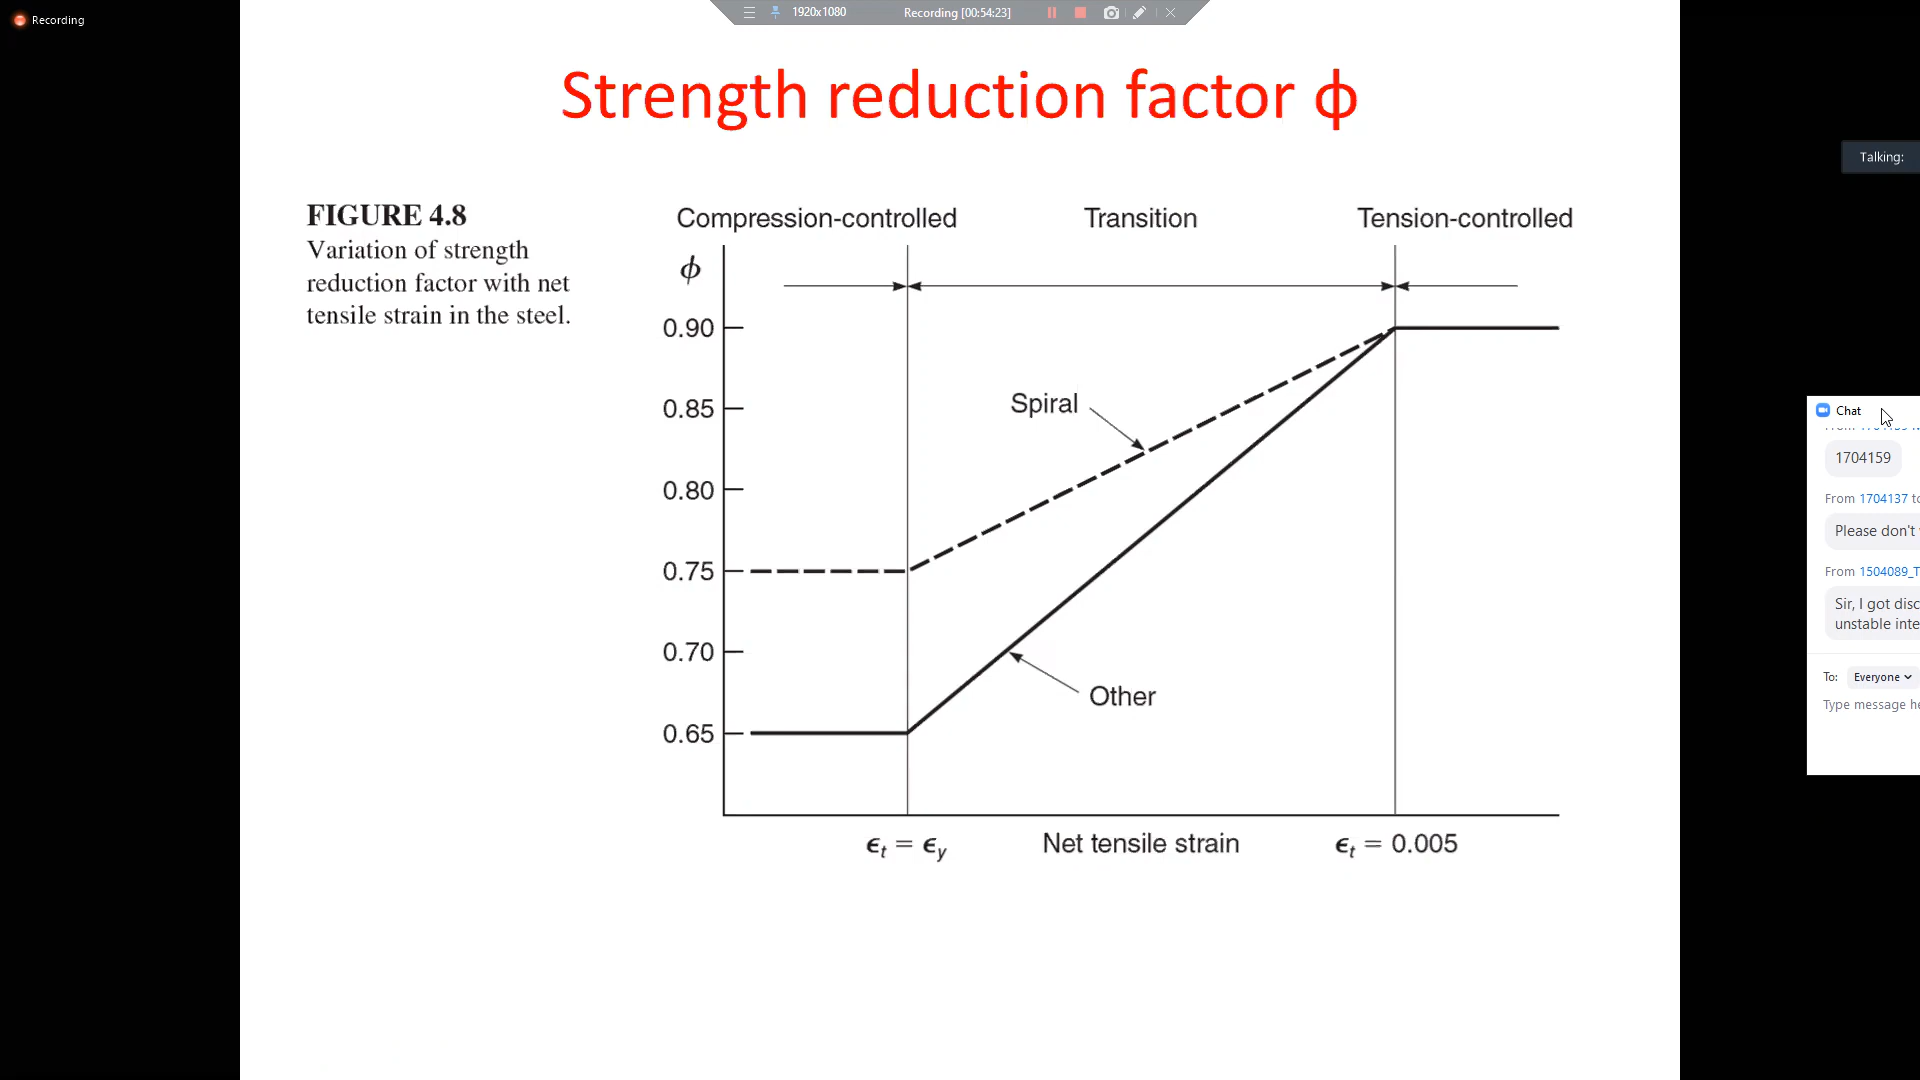 Recording
1920x1080
Recording [00:54:23]
Strength reduction factor ϕ
Talking:
FIGURE 4.8
Variation of strength
reduction factor with net
tensile strain in the steel.
Compression-controlled
Transition
Tension-controlled
ϕ
0.90
0.85
0.80
0.75
0.70
0.65
Spiral
Other
ϵt = ϵy
Net tensile strain
ϵt = 0.005
Chat
1704159
From 1704137 to
Please don't
From 1504089_T
Sir, I got disc
unstable inte
To: Everyone
Type message he